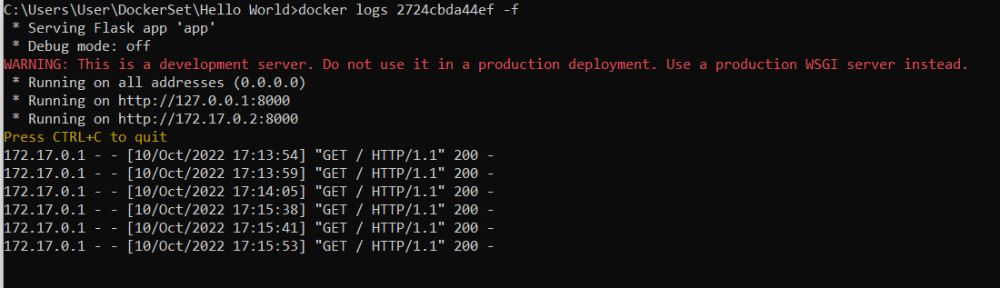 C:\Users\User\DockerSet\Hello World>docker logs 2724cbda44ef -f
 * Serving Flask app 'app'
 * Debug mode: off
WARNING: This is a development server. Do not use it in a production deployment. Use a production WSGI server instead.
 * Running on all addresses (0.0.0.0)
 * Running on http://127.0.0.1:8000
 * Running on http://172.17.0.2:8000
Press CTRL+C to quit
172.17.0.1 - - [10/Oct/2022 17:13:54] "GET / HTTP/1.1" 200 -
172.17.0.1 - - [10/Oct/2022 17:13:59] "GET / HTTP/1.1" 200 -
172.17.0.1 - - [10/Oct/2022 17:14:05] "GET / HTTP/1.1" 200 -
172.17.0.1 - - [10/Oct/2022 17:15:38] "GET / HTTP/1.1" 200 -
172.17.0.1 - - [10/Oct/2022 17:15:41] "GET / HTTP/1.1" 200 -
172.17.0.1 - - [10/Oct/2022 17:15:53] "GET / HTTP/1.1" 200 -